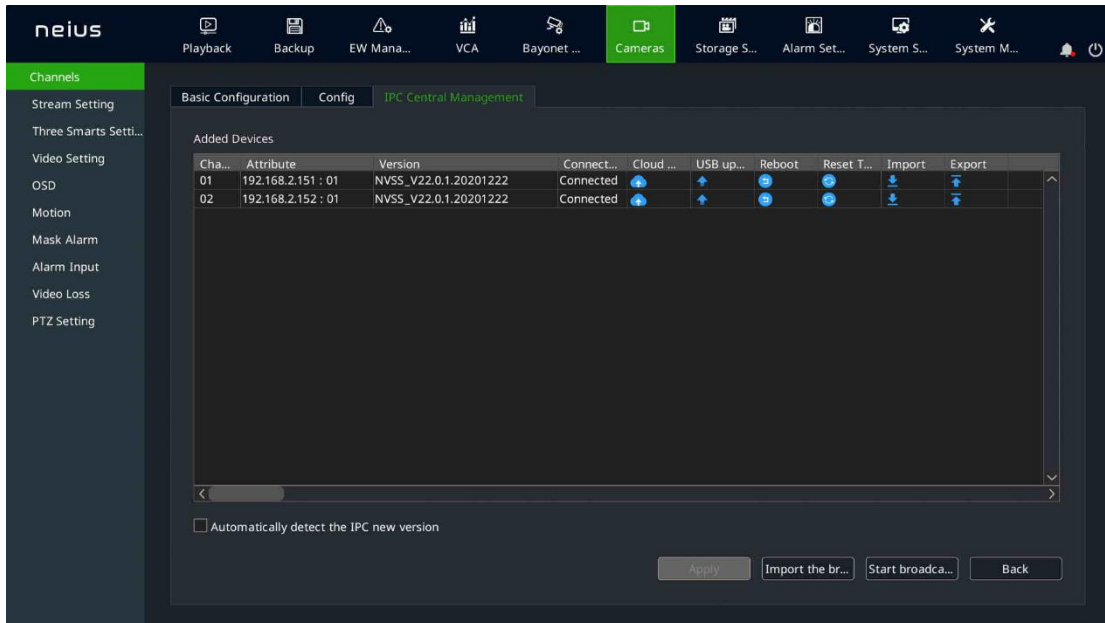 neius
Playback Backup EW Mana... VCA Bayonet ... Cameras Storage S... Alarm Set... System S... System M...
Channels
Stream Setting
Three Smarts Setti...
Video Setting
OSD
Motion
Mask Alarm
Alarm Input
Video Loss
PTZ Setting
Basic Configuration Config IPC Central Management
Added Devices
Cha... Attribute Version Connect... Cloud ... USB up... Reboot Reset T... Import Export
01 192.168.2.151 : 01 NVSS_V22.0.1.20201222 Connected
02 192.168.2.152 : 01 NVSS_V22.0.1.20201222 Connected
Automatically detect the IPC new version
Apply Import the br... Start broadca... Back